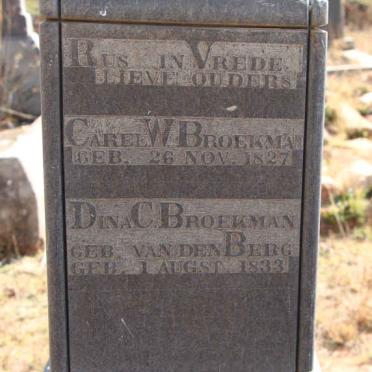 RUS IN VREDE
LIEVE OUDERS
CAREL W. BROEKMA
GEB. 26 NOV. 1827
DINA C. BROEKMAN
GEB VAN DEN BERG
GEB. 1 AUGST. 1833